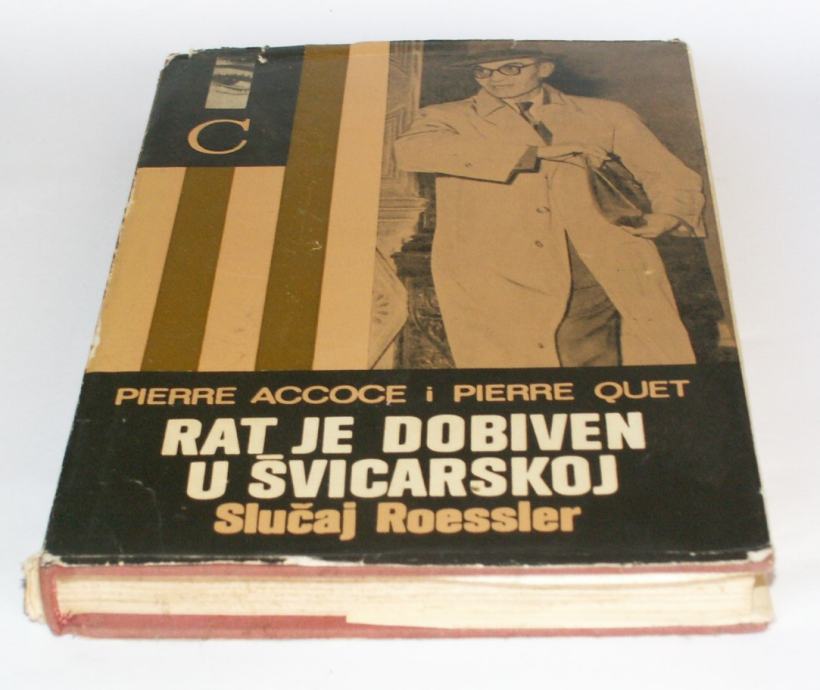 C
PIERRE ACCOCE i PIERRE QUET
RAT JE DOBIVEN
U ŠVICARSKOJ
Slučaj Roessler